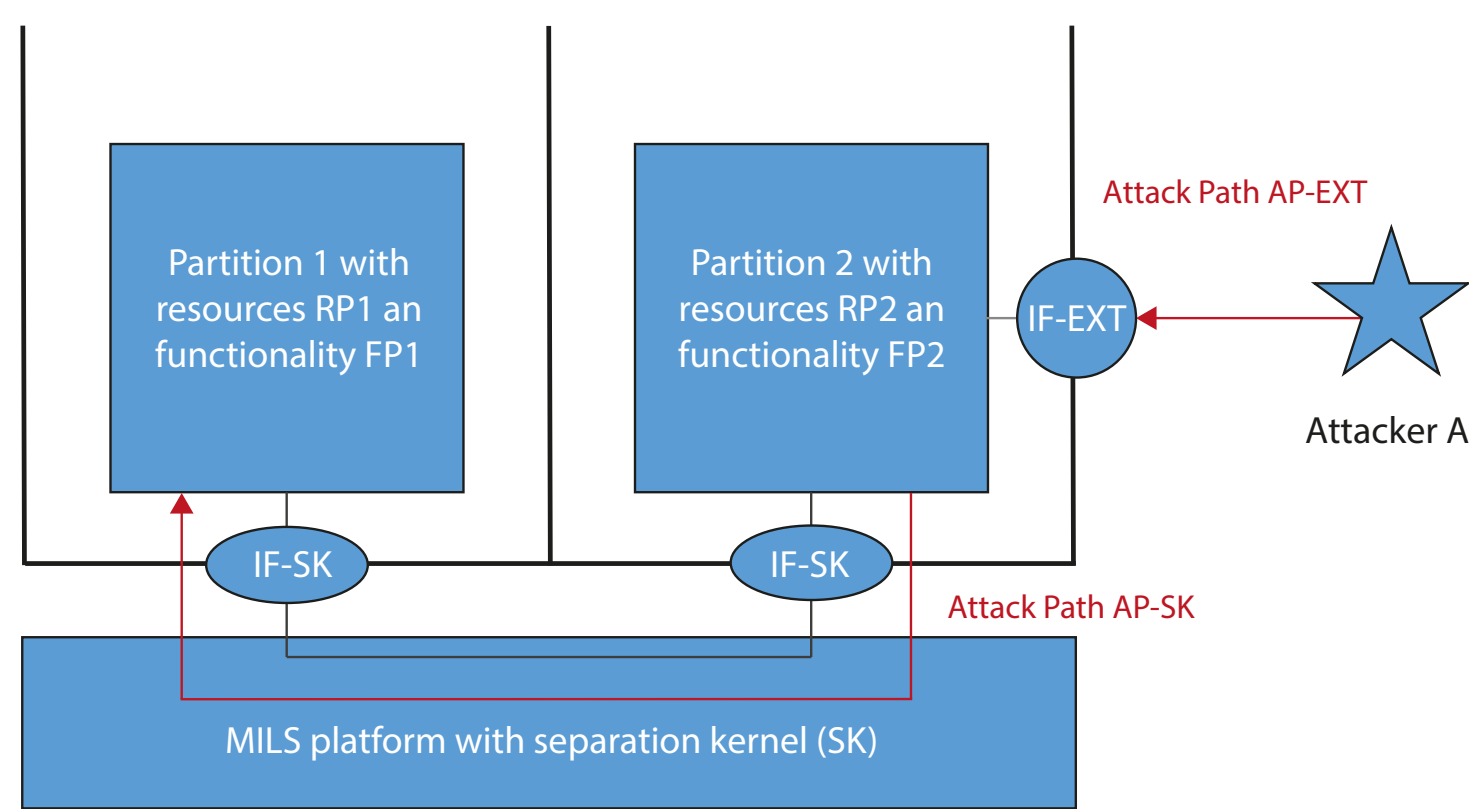 Partition 1 with
resources RP1 an
functionality FP1
Partition 2 with
resources RP2 an
functionality FP2
IF-EXT
Attack Path AP-EXT
Attacker A
IF-SK
IF-SK
Attack Path AP-SK
MILS platform with separation kernel (SK)